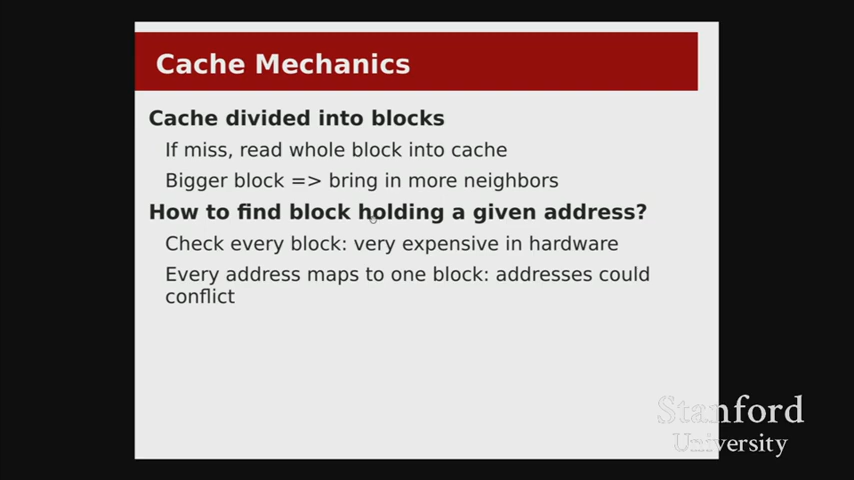 Cache Mechanics
Cache divided into blocks
If miss, read whole block into cache
Bigger block => bring in more neighbors
How to find block holding a given address?
Check every block: very expensive in hardware
Every address maps to one block: addresses could
conflict
Stanford
University